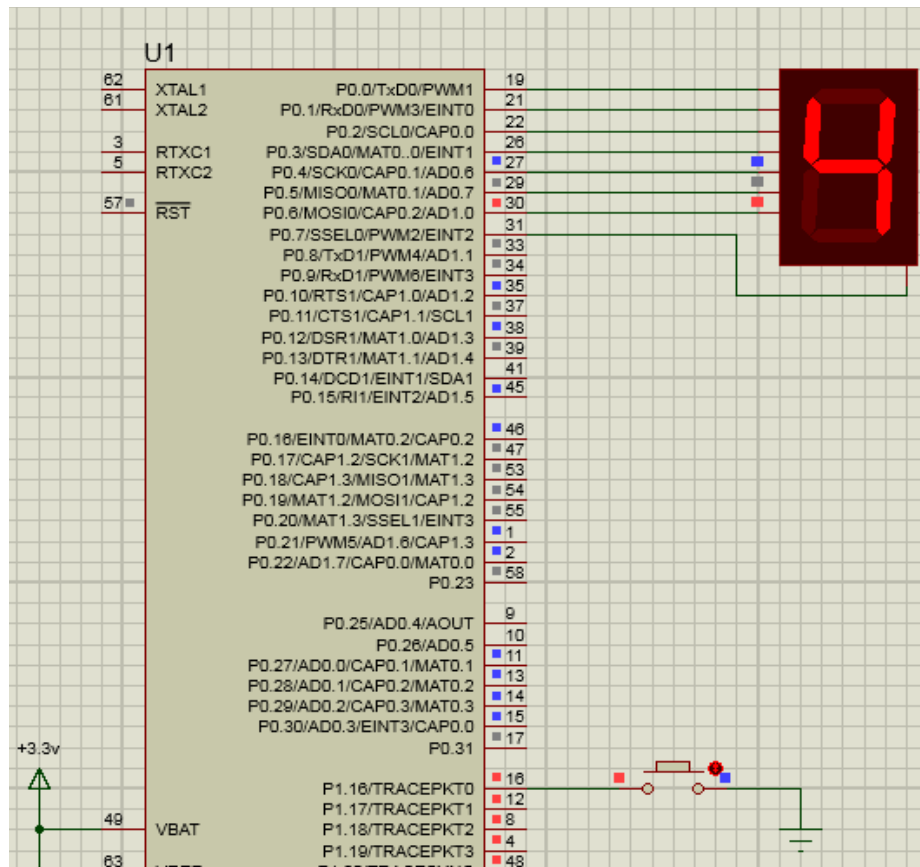 U1
62 XTAL1 P0.0/TxD0/PWM1 19
61 XTAL2 P0.1/RxD0/PWM3/EINT0 21
P0.2/SCL0/CAP0.0 22
3 RTXC1 P0.3/SDA0/MAT0..0/EINT1 26
5 RTXC2 P0.4/SCK0/CAP0.1/AD0.6 27
P0.5/MISO0/MAT0.1/AD0.7 29
57 RST P0.6/MOSI0/CAP0.2/AD1.0 30
P0.7/SSEL0/PWM2/EINT2 31
P0.8/TxD1/PWM4/AD1.1 33
P0.9/RxD1/PWM6/EINT3 34
P0.10/RTS1/CAP1.0/AD1.2 35
P0.11/CTS1/CAP1.1/SCL1 37
P0.12/DSR1/MAT1.0/AD1.3 38
P0.13/DTR1/MAT1.1/AD1.4 39
P0.14/DCD1/EINT1/SDA1 41
P0.15/RI1/EINT2/AD1.5 45
P0.16/EINT0/MAT0.2/CAP0.2 46
P0.17/CAP1.2/SCK1/MAT1.2 47
P0.18/CAP1.3/MISO1/MAT1.3 53
P0.19/MAT1.2/MOSI1/CAP1.2 54
P0.20/MAT1.3/SSEL1/EINT3 55
P0.21/PWM5/AD1.6/CAP1.3 1
P0.22/AD1.7/CAP0.0/MAT0.0 2
P0.23 58
P0.25/AD0.4/AOUT 9
P0.26/AD0.5 10
P0.27/AD0.0/CAP0.1/MAT0.1 11
P0.28/AD0.1/CAP0.2/MAT0.2 13
P0.29/AD0.2/CAP0.3/MAT0.3 14
P0.30/AD0.3/EINT3/CAP0.0 15
P0.31 17
+3.3v
P1.16/TRACEPKT0 16
P1.17/TRACEPKT1 12
49 VBAT P1.18/TRACEPKT2 8
P1.19/TRACEPKT3 4
63 48
4